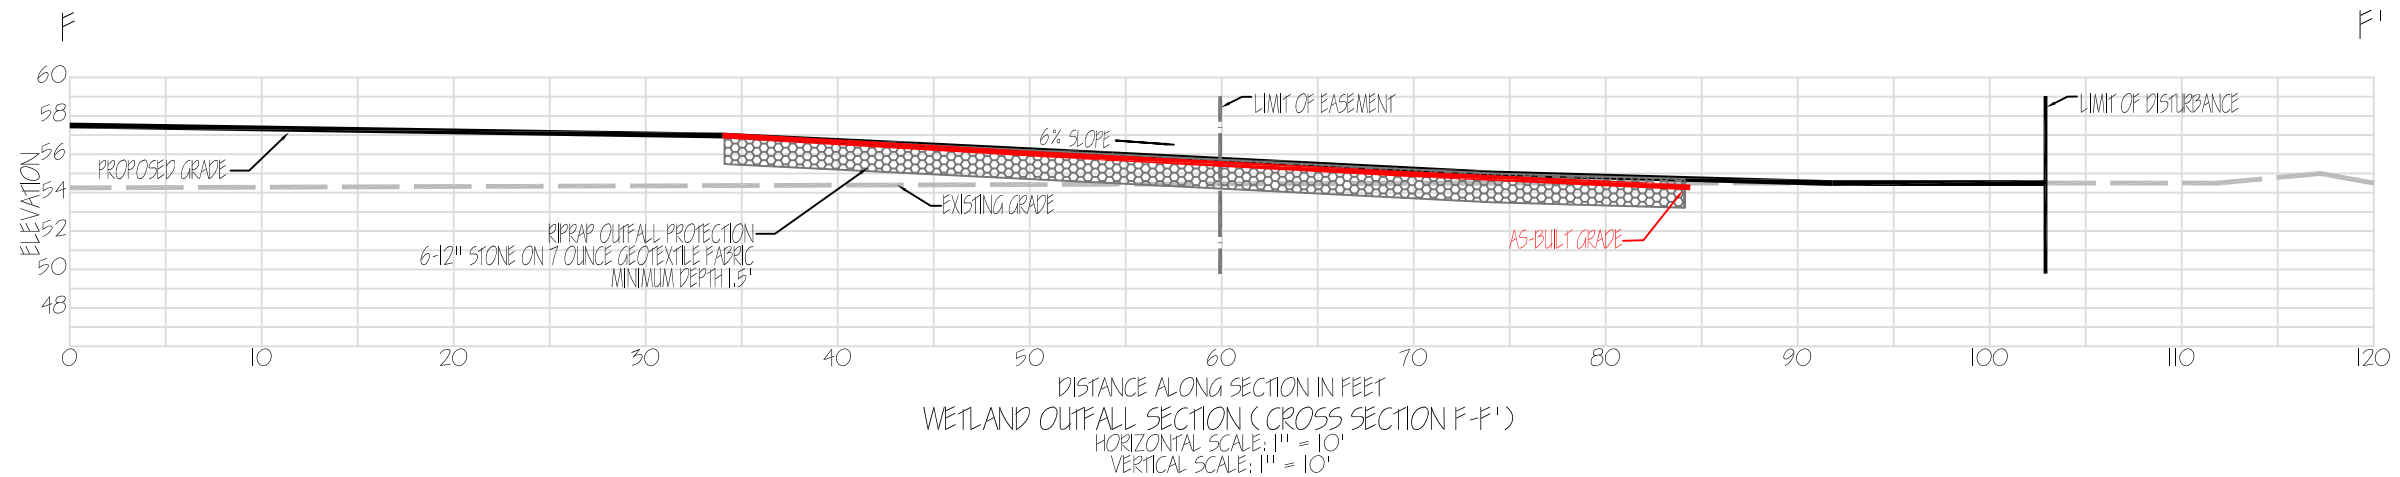 F
F'
60
58
56
54
52
50
48
ELEVATION
LIMIT OF EASEMENT
LIMIT OF DISTURBANCE
6% SLOPE
PROPOSED GRADE
EXISTING GRADE
RIPRAP OUTFALL PROTECTION
6-12" STONE ON 7 OUNCE GEOTEXTILE FABRIC
MINIMUM DEPTH 1.5'
AS-BUILT GRADE
0 10 20 30 40 50 60 70 80 90 100 110 120
DISTANCE ALONG SECTION IN FEET
WETLAND OUTFALL SECTION ( CROSS SECTION F-F' )
HORIZONTAL SCALE: 1" = 10'
VERTICAL SCALE: 1" = 10'